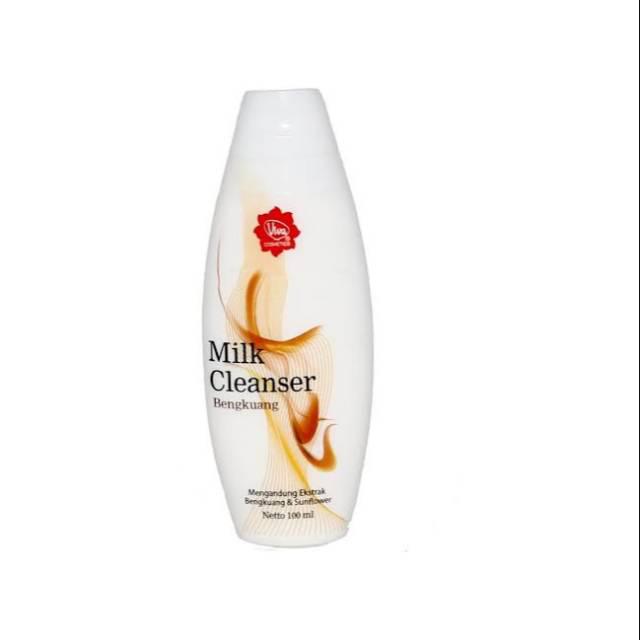 Viva
COSMETICS
Milk
Cleanser
Bengkuang
Mengandung Ekstrak
Bengkuang & Sunflower
Netto 100 ml